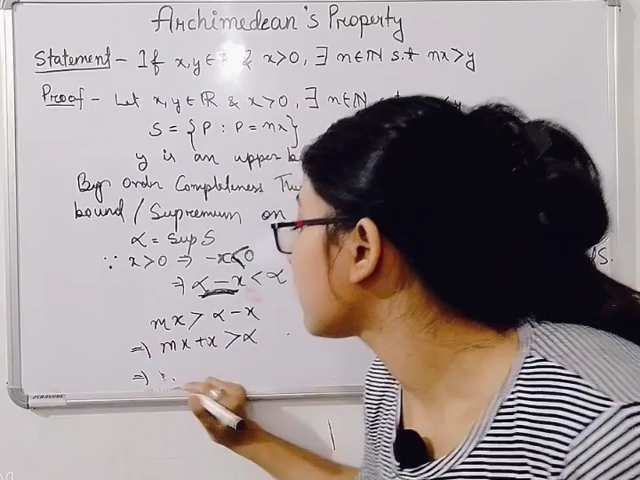 Archimedean's Property
Statement - If x, y ∈ & x>0, ∃ n∈ℕ s.t nx>y
Proof - Let x, y ∈ ℝ & x>0, ∃ n∈ℕ
S = {P : P = nx}
y is an upper
By Order Completeness
bound / Supremum on
α = Sup S
∵ x>0 ⇒ -x<0
⇒ α - x < α
mx > α - x
⇒ mx + x > α
⇒